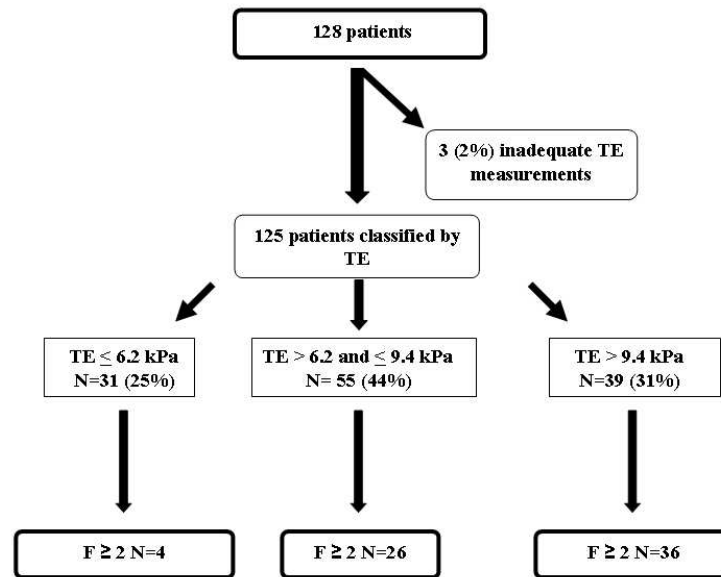 128 patients
3 (2%) inadequate TE
measurements
125 patients classified by
TE
TE ≤ 6.2 kPa
N=31 (25%)
TE > 6.2 and ≤ 9.4 kPa
N= 55 (44%)
TE > 9.4 kPa
N=39 (31%)
F ≥ 2 N=4
F ≥ 2 N=26
F ≥ 2 N=36